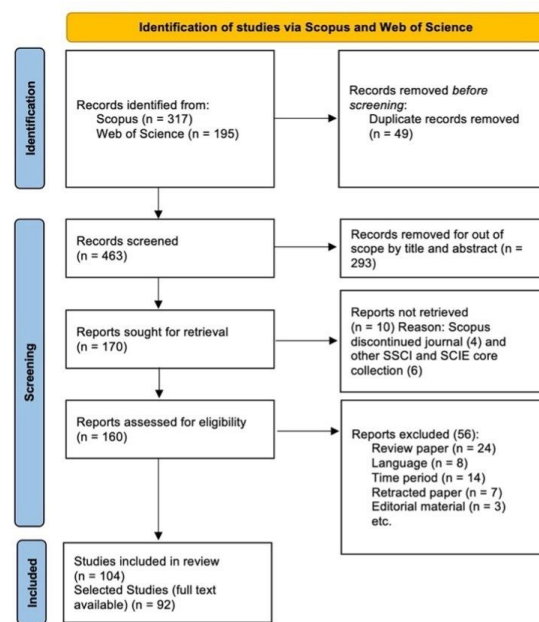 Identification of studies via Scopus and Web of Science
Identification
Records identified from:
Scopus (n = 317)
Web of Science (n = 195)
Records removed before
screening:
Duplicate records removed
(n = 49)
Screening
Records screened
(n = 463)
Records removed for out of
scope by title and abstract (n =
293)
Reports sought for retrieval
(n = 170)
Reports not retrieved
(n = 10) Reason: Scopus
discontinued journal (4) and
other SSCI and SCIE core
collection (6)
Reports assessed for eligibility
(n = 160)
Reports excluded (56):
Review paper (n = 24)
Language (n = 8)
Time period (n = 14)
Retracted paper (n = 7)
Editorial material (n = 3)
etc.
Included
Studies included in review
(n = 104)
Selected Studies (full text
available) (n = 92)